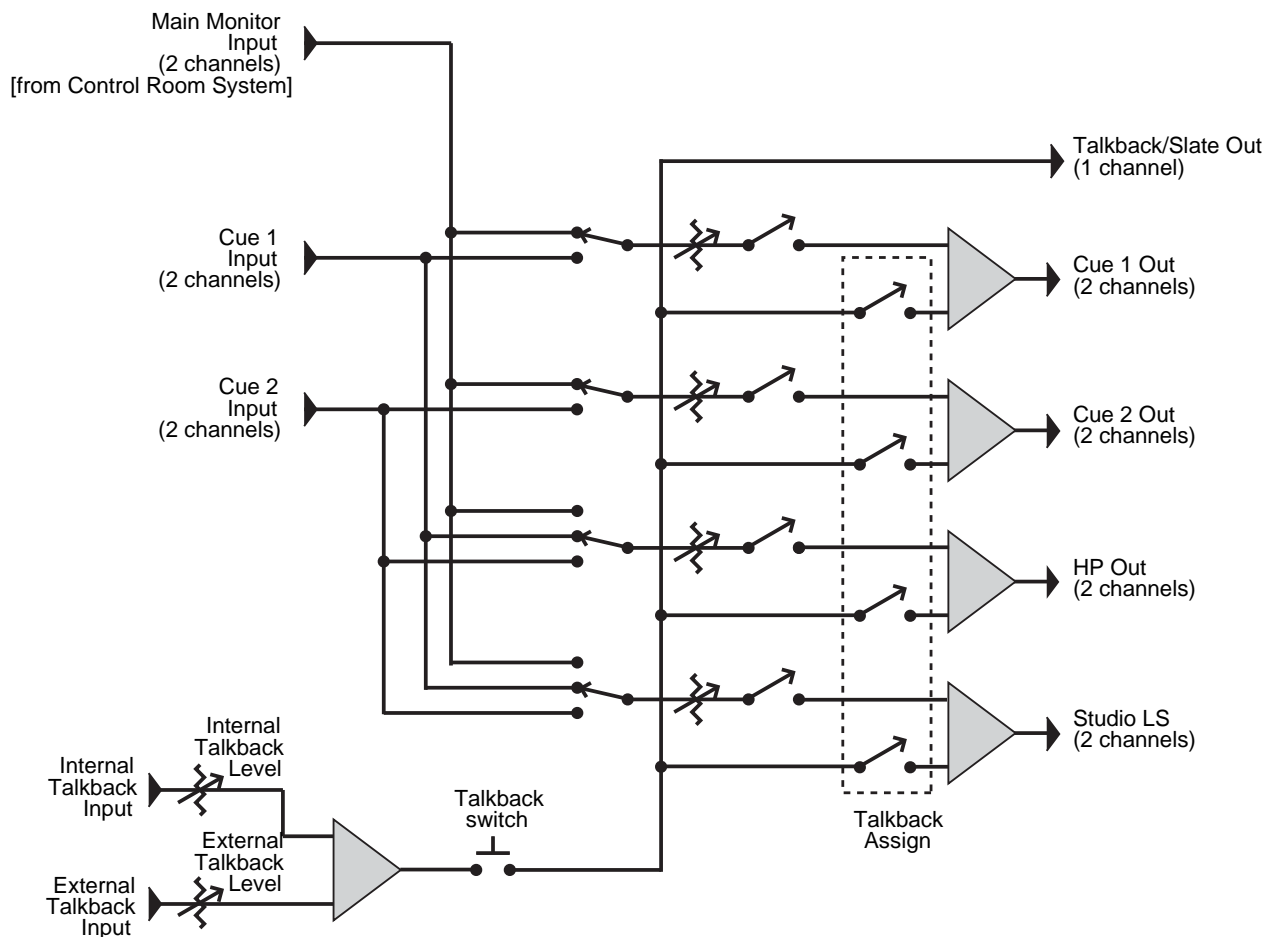 Main Monitor
Input
(2 channels)
[from Control Room System]
Talkback/Slate Out
(1 channel)
Cue 1
Input
(2 channels)
Cue 1 Out
(2 channels)
Cue 2
Input
(2 channels)
Cue 2 Out
(2 channels)
HP Out
(2 channels)
Studio LS
(2 channels)
Internal
Talkback
Level
Internal
Talkback
Input
Talkback
switch
Talkback
Assign
External
Talkback
Level
External
Talkback
Input